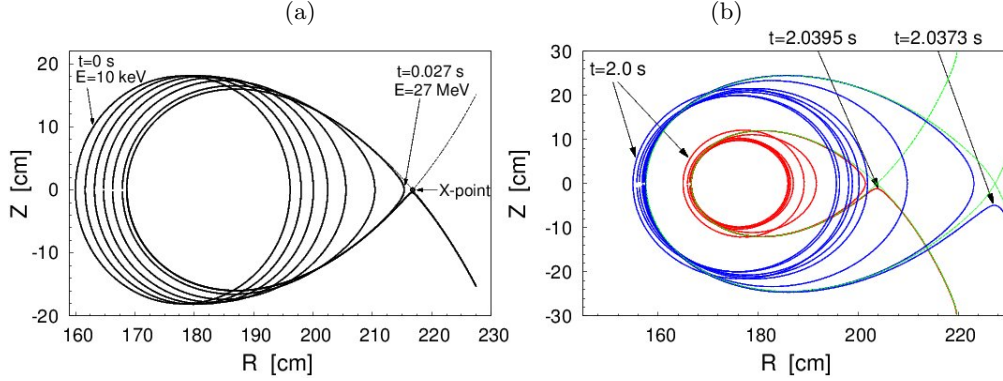 (a)
(b)
20
10
0
-10
-20
Z [cm]
t=0 s
E=10 keV
t=0.027 s
E=27 MeV
X-point
160 170 180 190 200 210 220 230
R [cm]
t=2.0395 s
t=2.0373 s
t=2.0 s
30
20
10
0
-10
-20
-30
Z [cm]
160 180 200 220
R [cm]